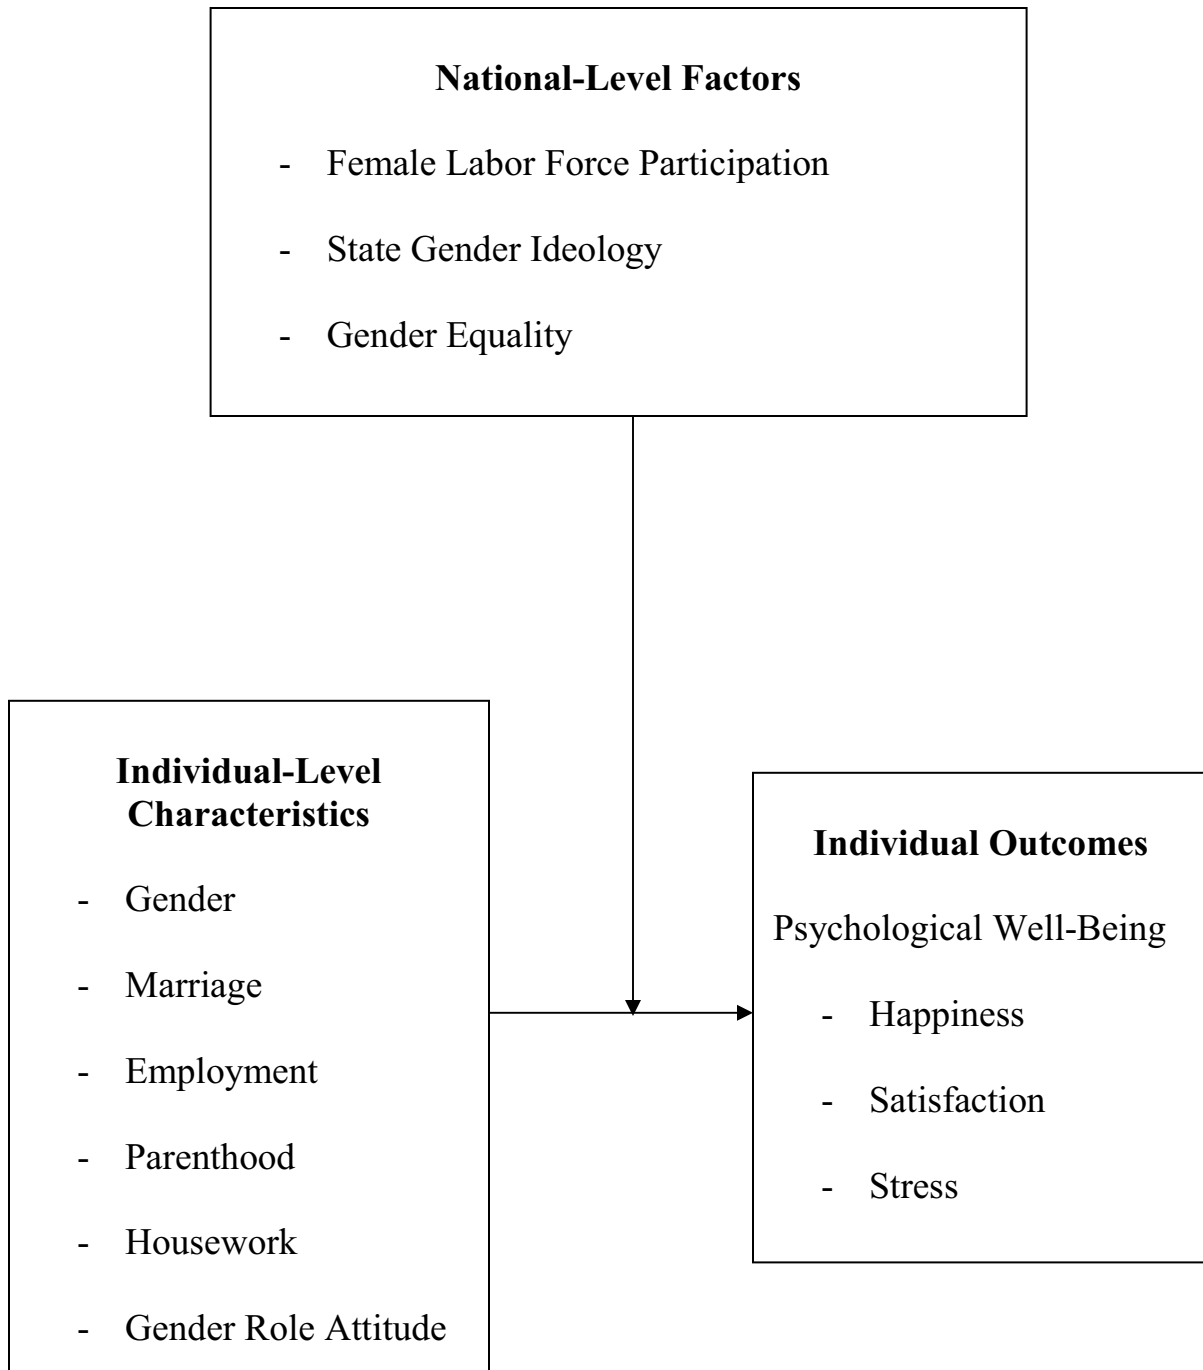 National-Level Factors
- Female Labor Force Participation
- State Gender Ideology
- Gender Equality
Individual-Level
Characteristics
- Gender
- Marriage
- Employment
- Parenthood
- Housework
- Gender Role Attitude
Individual Outcomes
Psychological Well-Being
- Happiness
- Satisfaction
- Stress